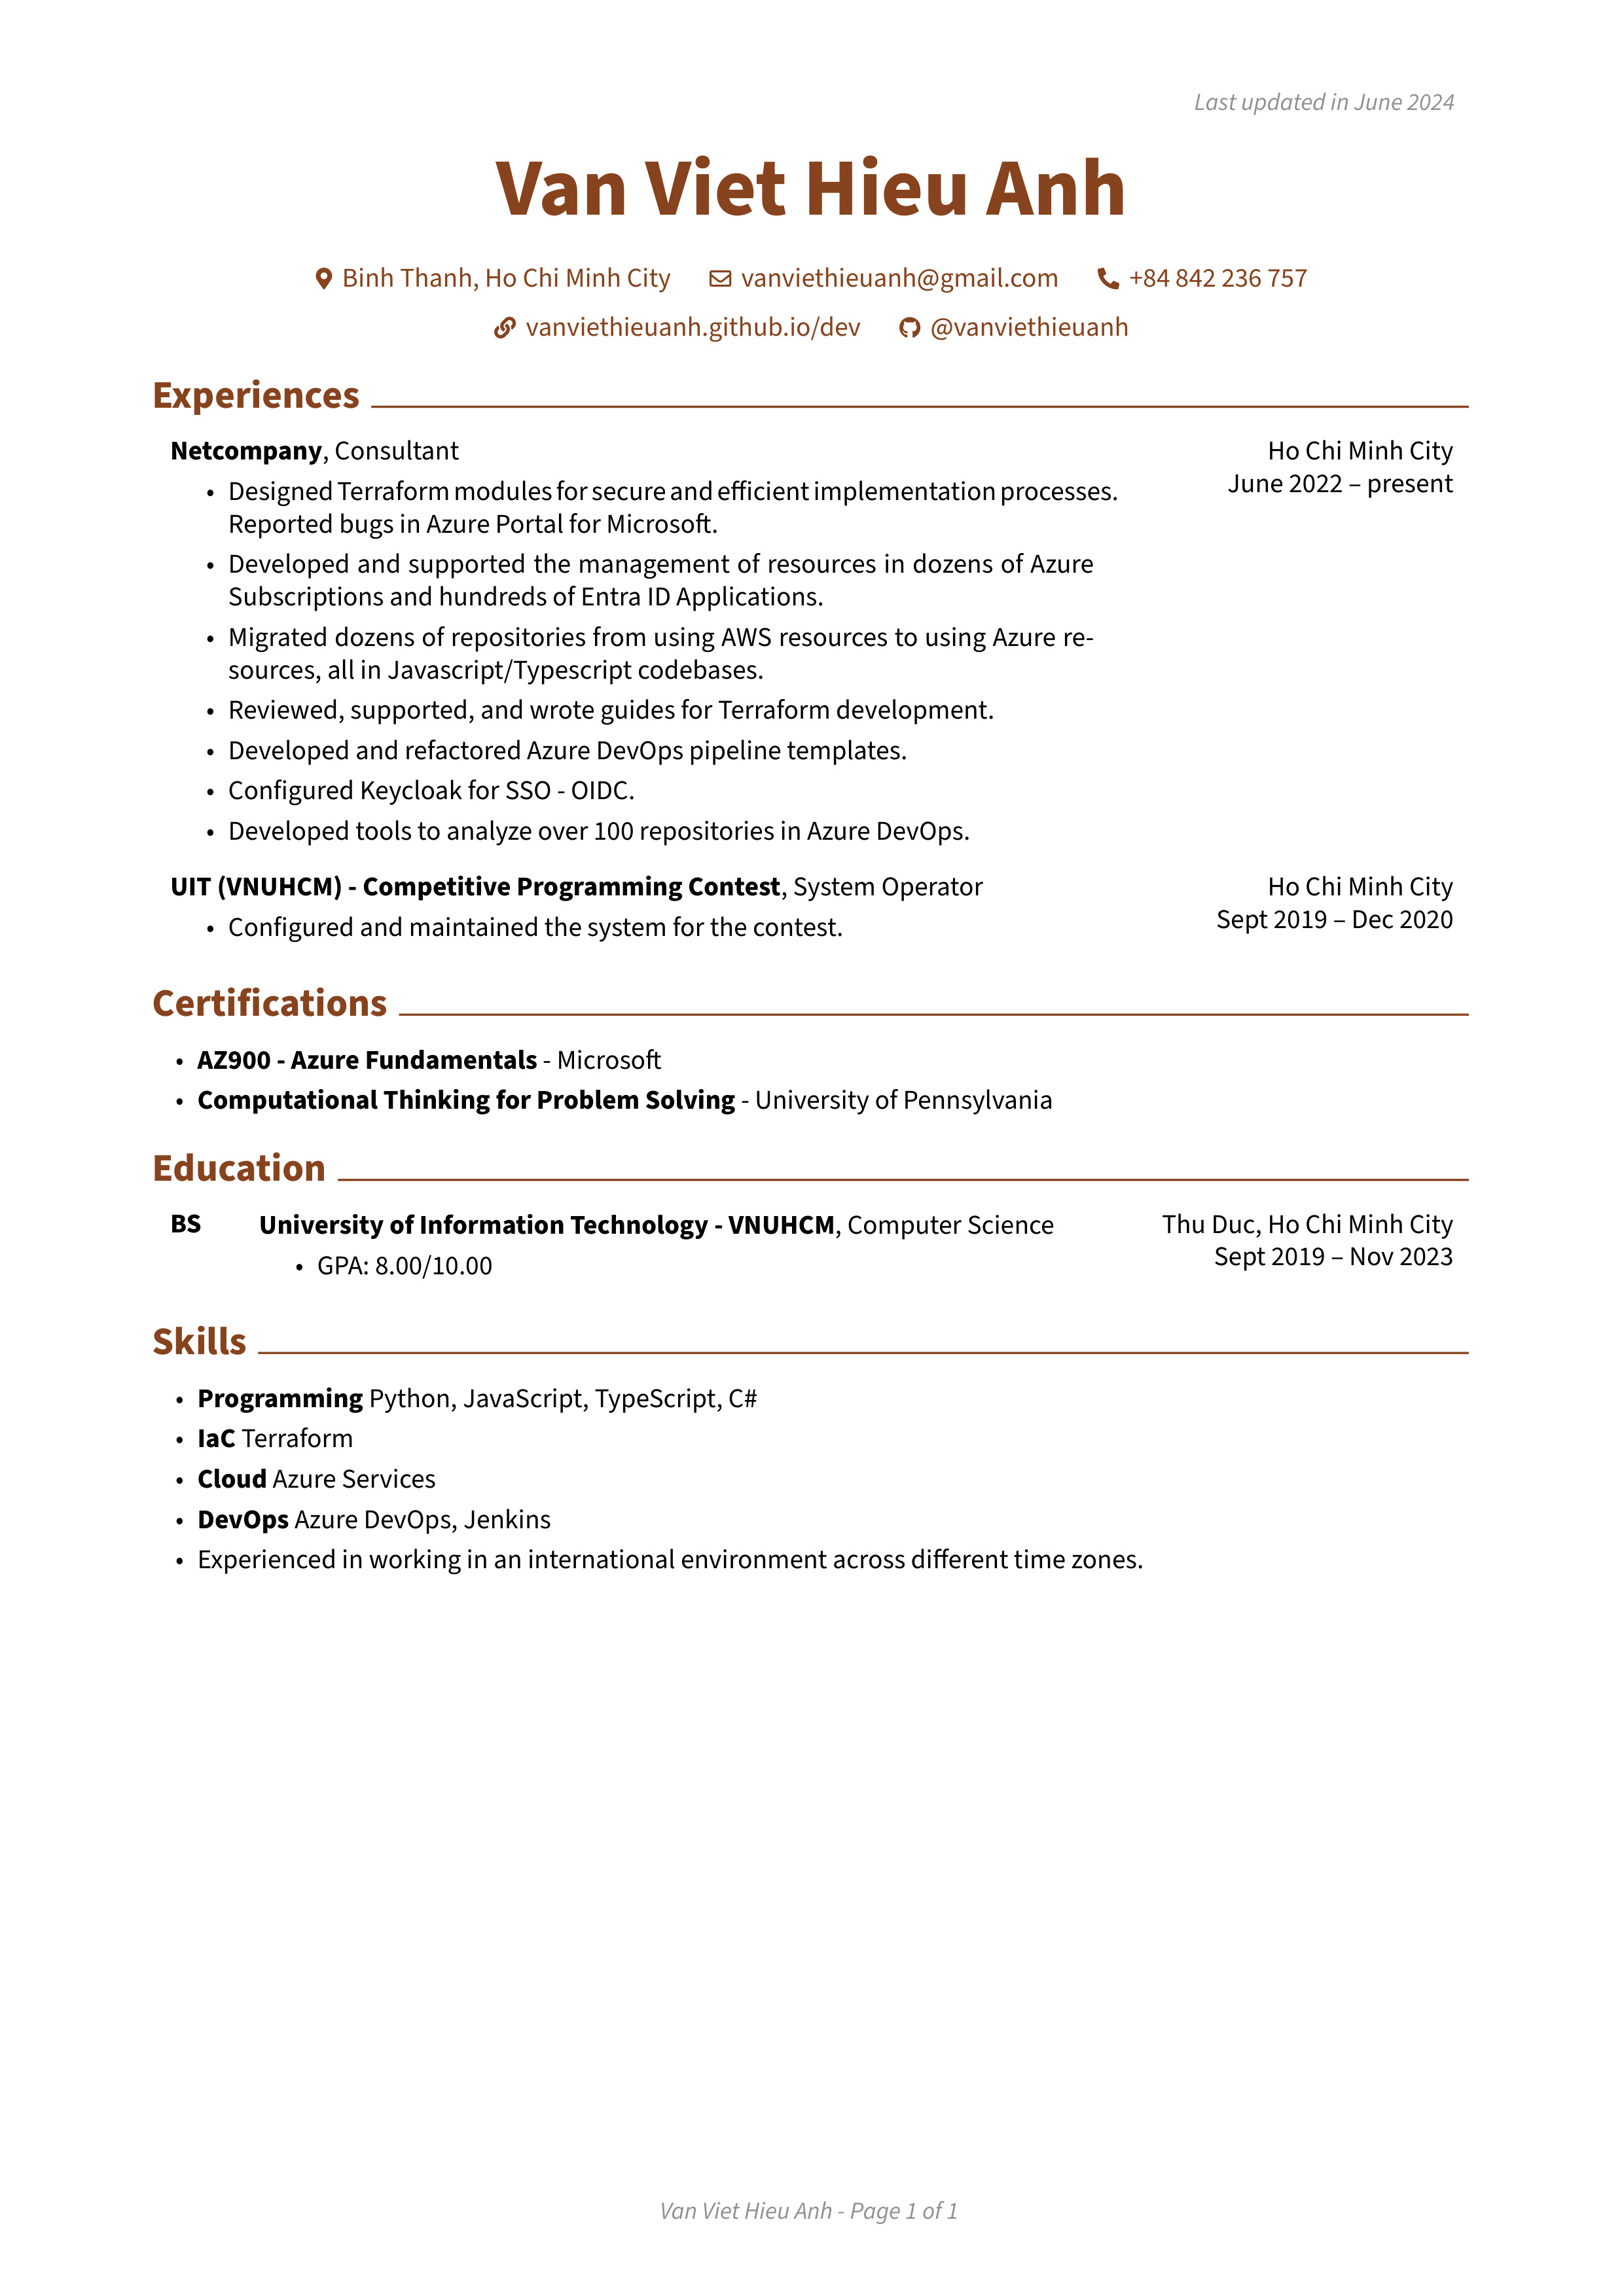 Last updated in June 2024
Van Viet Hieu Anh
Binh Thanh, Ho Chi Minh City vanviethieuanh@gmail.com +84 842 236 757
vanviethieuanh.github.io/dev @vanviethieuanh
Experiences
Netcompany, Consultant Ho Chi Minh City
June 2022 – present
• Designed Terraform modules for secure and efficient implementation processes.
Reported bugs in Azure Portal for Microsoft.
• Developed and supported the management of resources in dozens of Azure
Subscriptions and hundreds of Entra ID Applications.
• Migrated dozens of repositories from using AWS resources to using Azure re-
sources, all in Javascript/Typescript codebases.
• Reviewed, supported, and wrote guides for Terraform development.
• Developed and refactored Azure DevOps pipeline templates.
• Configured Keycloak for SSO - OIDC.
• Developed tools to analyze over 100 repositories in Azure DevOps.
UIT (VNUHCM) - Competitive Programming Contest, System Operator Ho Chi Minh City
• Configured and maintained the system for the contest. Sept 2019 – Dec 2020
Certifications
• AZ900 - Azure Fundamentals - Microsoft
• Computational Thinking for Problem Solving - University of Pennsylvania
Education
BS University of Information Technology - VNUHCM, Computer Science Thu Duc, Ho Chi Minh City
• GPA: 8.00/10.00 Sept 2019 – Nov 2023
Skills
• Programming Python, JavaScript, TypeScript, C#
• IaC Terraform
• Cloud Azure Services
• DevOps Azure DevOps, Jenkins
• Experienced in working in an international environment across different time zones.
Van Viet Hieu Anh - Page 1 of 1